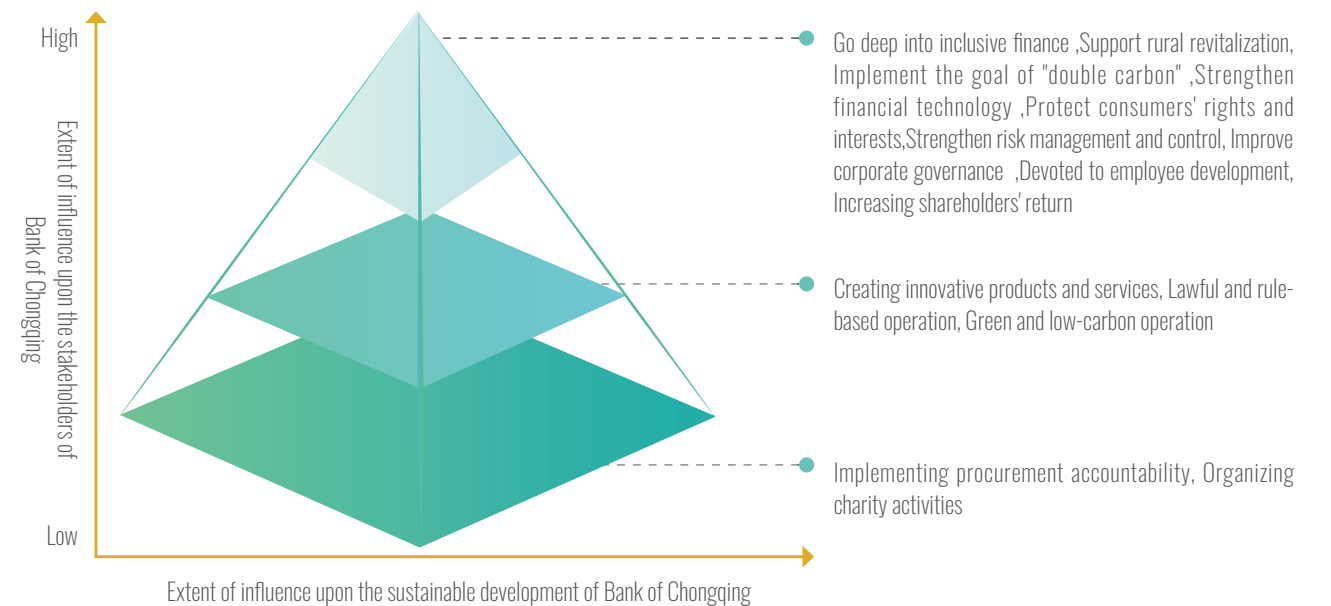 High
Go deep into inclusive finance ,Support rural revitalization,
Implement the goal of "double carbon" ,Strengthen
financial technology ,Protect consumers' rights and
interests,Strengthen risk management and control, Improve
corporate governance ,Devoted to employee development,
Increasing shareholders' return
Extent of influence upon the stakeholders of
Bank of Chongqing
Creating innovative products and services, Lawful and rule-
based operation, Green and low-carbon operation
Implementing procurement accountability, Organizing
charity activities
Low
Extent of influence upon the sustainable development of Bank of Chongqing